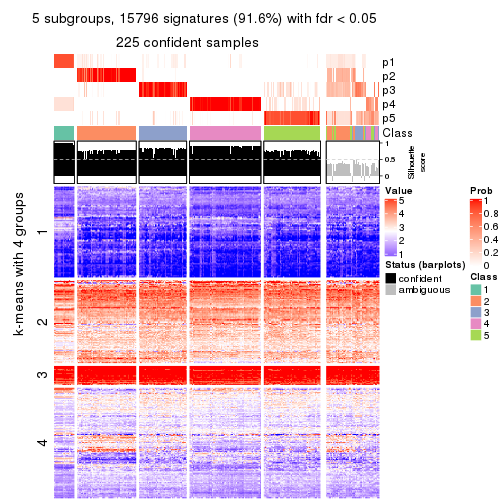 5 subgroups, 15796 signatures (91.6%) with fdr < 0.05
225 confident samples
p1
p2
p3
p4
p5
Class
1
0.5
0
Silhouette
score
k-means with 4 groups
1
2
3
4
Value
5
4
3
2
1
Status (barplots)
confident
ambiguous
Prob
1
0.8
0.6
0.4
0.2
0
Class
1
2
3
4
5